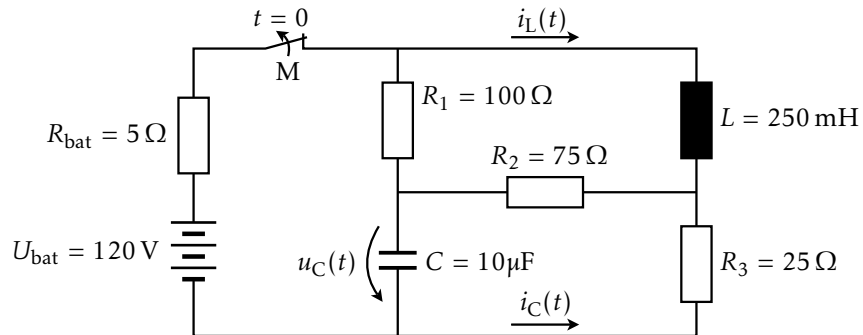 t = 0
i_L(t)
M
R_1 = 100 Ω
R_bat = 5 Ω
L = 250 mH
R_2 = 75 Ω
U_bat = 120 V
u_C(t)
C = 10μF
R_3 = 25 Ω
i_C(t)